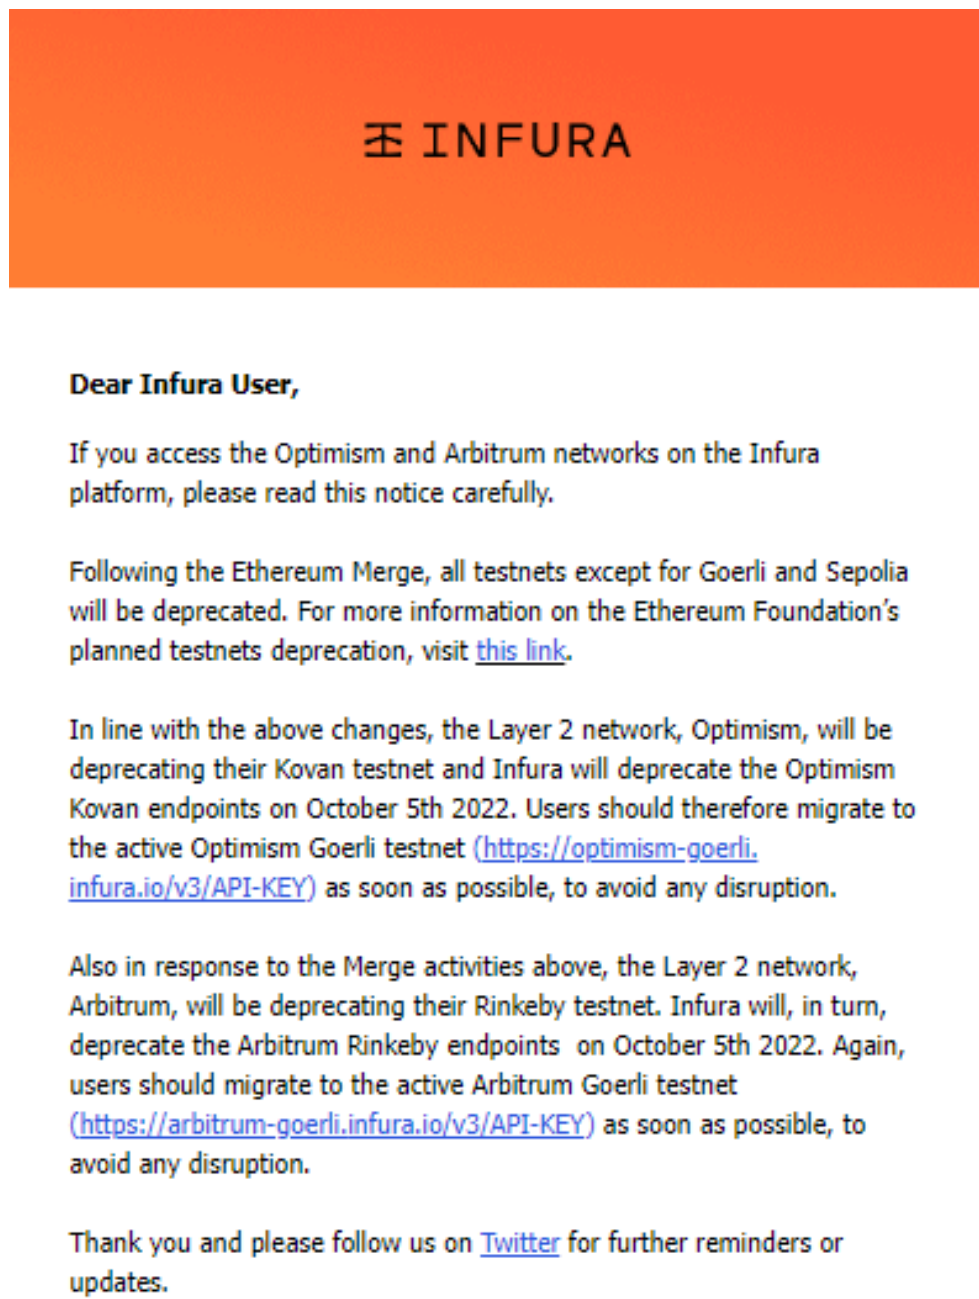 INFURA
Dear Infura User,
If you access the Optimism and Arbitrum networks on the Infura
platform, please read this notice carefully.
Following the Ethereum Merge, all testnets except for Goerli and Sepolia
will be deprecated. For more information on the Ethereum Foundation’s
planned testnets deprecation, visit this link.
In line with the above changes, the Layer 2 network, Optimism, will be
deprecating their Kovan testnet and Infura will deprecate the Optimism
Kovan endpoints on October 5th 2022. Users should therefore migrate to
the active Optimism Goerli testnet (https://optimism-goerli.
infura.io/v3/API-KEY) as soon as possible, to avoid any disruption.
Also in response to the Merge activities above, the Layer 2 network,
Arbitrum, will be deprecating their Rinkeby testnet. Infura will, in turn,
deprecate the Arbitrum Rinkeby endpoints  on October 5th 2022. Again,
users should migrate to the active Arbitrum Goerli testnet
(https://arbitrum-goerli.infura.io/v3/API-KEY) as soon as possible, to
avoid any disruption.
Thank you and please follow us on Twitter for further reminders or
updates.